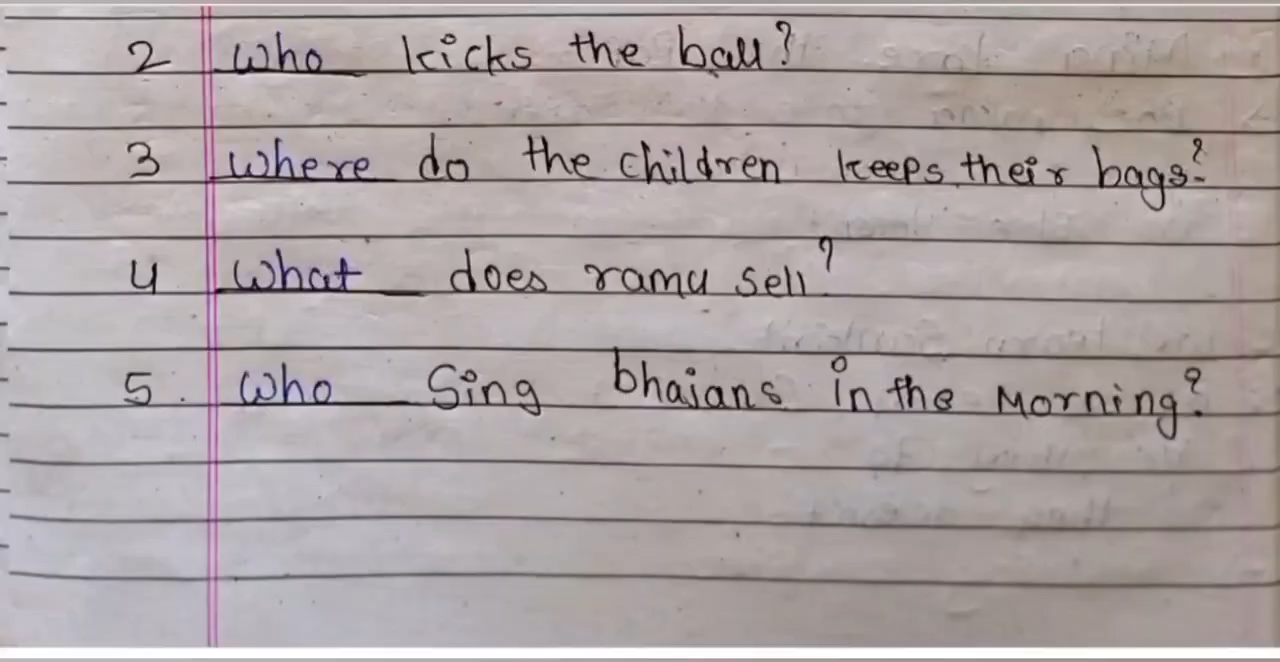 2 Who kicks the ball?
3 Where do the children keeps their bags?
4 What does ramu sell?
5. Who Sing bhajans in the Morning?